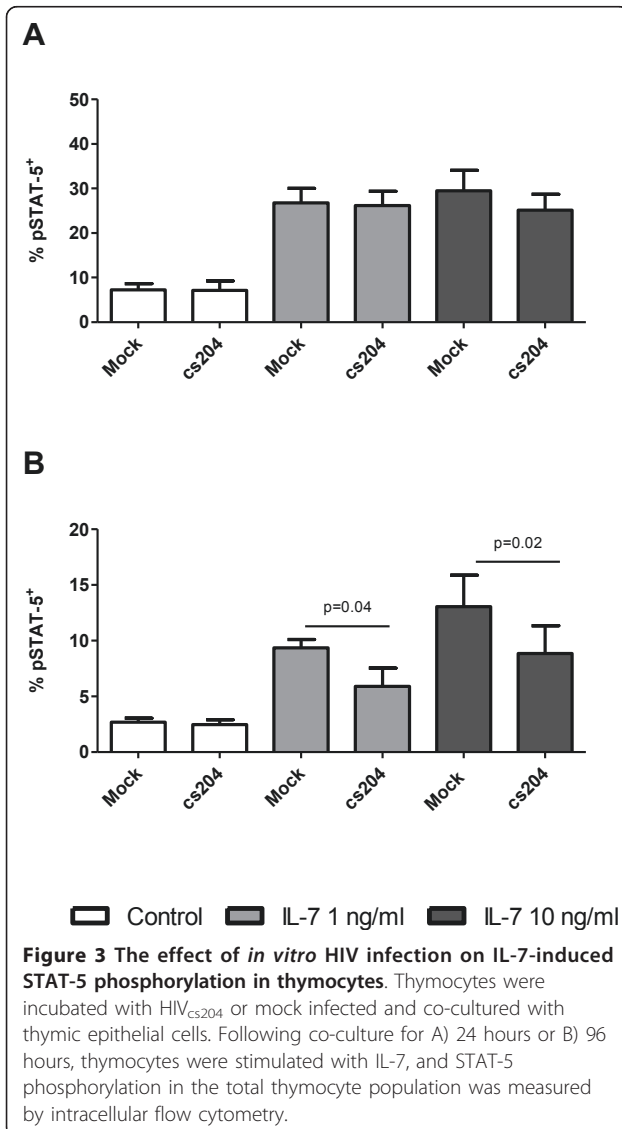 A
50
40
30
20
10
0
% pSTAT-5+
Mock
cs204
Mock
cs204
Mock
cs204
B
20
15
10
5
0
% pSTAT-5+
p=0.04
p=0.02
Mock
cs204
Mock
cs204
Mock
cs204
Control IL-7 1 ng/ml IL-7 10 ng/ml
Figure 3 The effect of in vitro HIV infection on IL-7-induced
STAT-5 phosphorylation in thymocytes. Thymocytes were
incubated with HIVcs204 or mock infected and co-cultured with
thymic epithelial cells. Following co-culture for A) 24 hours or B) 96
hours, thymocytes were stimulated with IL-7, and STAT-5
phosphorylation in the total thymocyte population was measured
by intracellular flow cytometry.